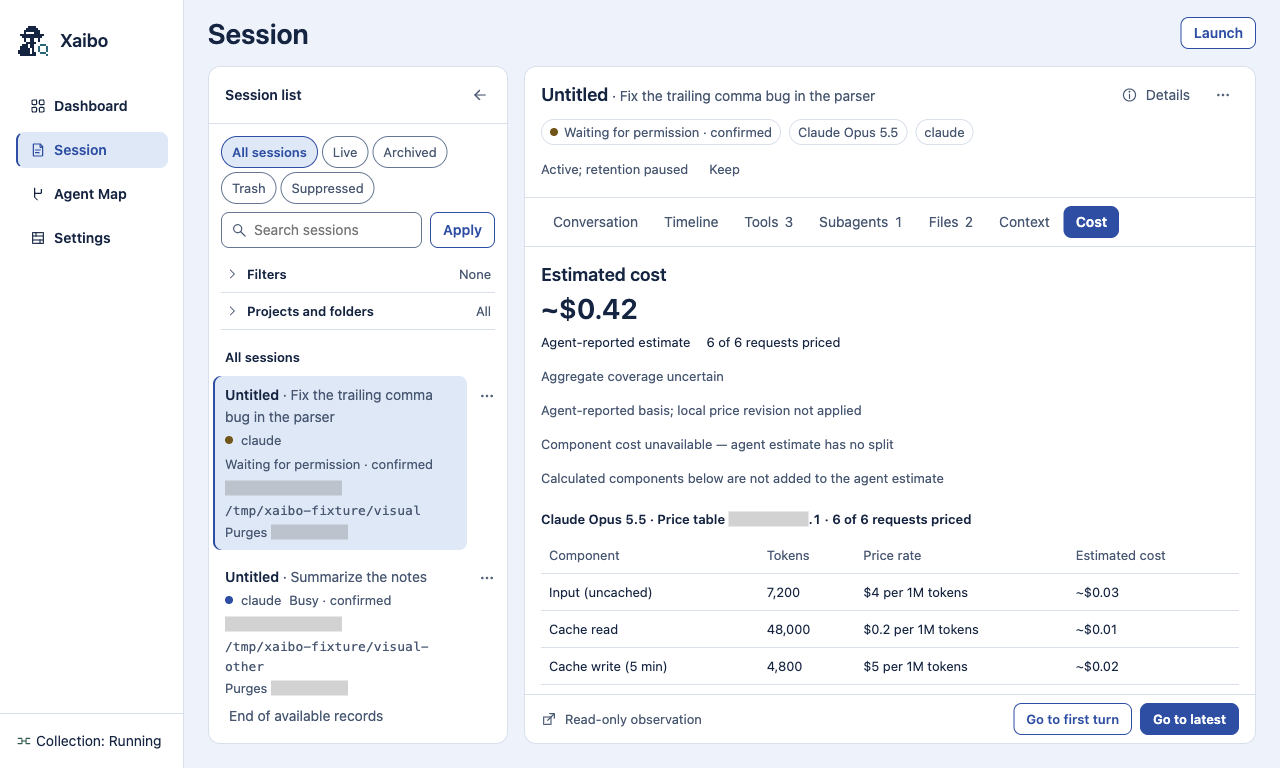 Xaibo
Dashboard
Session
Agent Map
Settings
Collection: Running
Session
Launch
Session list
All sessions
Live
Archived
Trash
Suppressed
Search sessions
Apply
Filters
None
Projects and folders
All
All sessions
Untitled · Fix the trailing comma
bug in the parser
claude
Waiting for permission · confirmed
/tmp/xaibo-fixture/visual
Purges
Untitled · Summarize the notes
claude Busy · confirmed
/tmp/xaibo-fixture/visual-
other
Purges
End of available records
Untitled · Fix the trailing comma bug in the parser
Details
Waiting for permission · confirmed
Claude Opus 5.5
claude
Active; retention paused
Keep
Conversation
Timeline
Tools 3
Subagents 1
Files 2
Context
Cost
Estimated cost
~$0.42
Agent-reported estimate
6 of 6 requests priced
Aggregate coverage uncertain
Agent-reported basis; local price revision not applied
Component cost unavailable — agent estimate has no split
Calculated components below are not added to the agent estimate
Claude Opus 5.5 · Price table .1 · 6 of 6 requests priced
Component Tokens Price rate Estimated cost
Input (uncached) 7,200 $4 per 1M tokens ~$0.03
Cache read 48,000 $0.2 per 1M tokens ~$0.01
Cache write (5 min) 4,800 $5 per 1M tokens ~$0.02
Read-only observation
Go to first turn
Go to latest